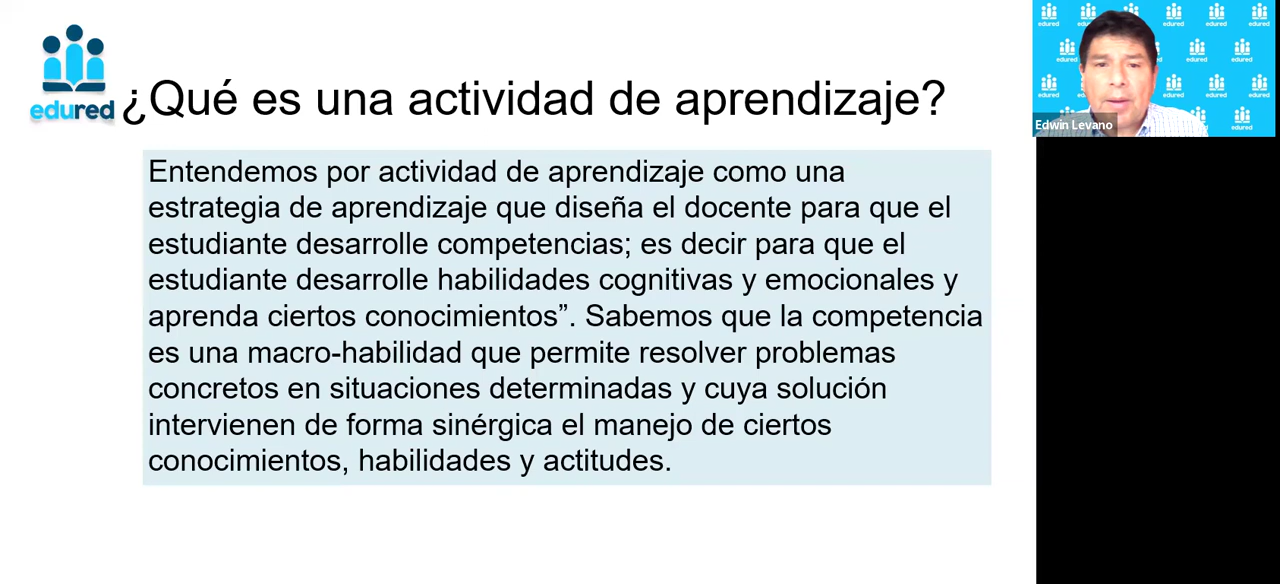 edured
¿Qué es una actividad de aprendizaje?
Entendemos por actividad de aprendizaje como una
estrategia de aprendizaje que diseña el docente para que el
estudiante desarrolle competencias; es decir para que el
estudiante desarrolle habilidades cognitivas y emocionales y
aprenda ciertos conocimientos”. Sabemos que la competencia
es una macro-habilidad que permite resolver problemas
concretos en situaciones determinadas y cuya solución
intervienen de forma sinérgica el manejo de ciertos
conocimientos, habilidades y actitudes.
Edwin Levano